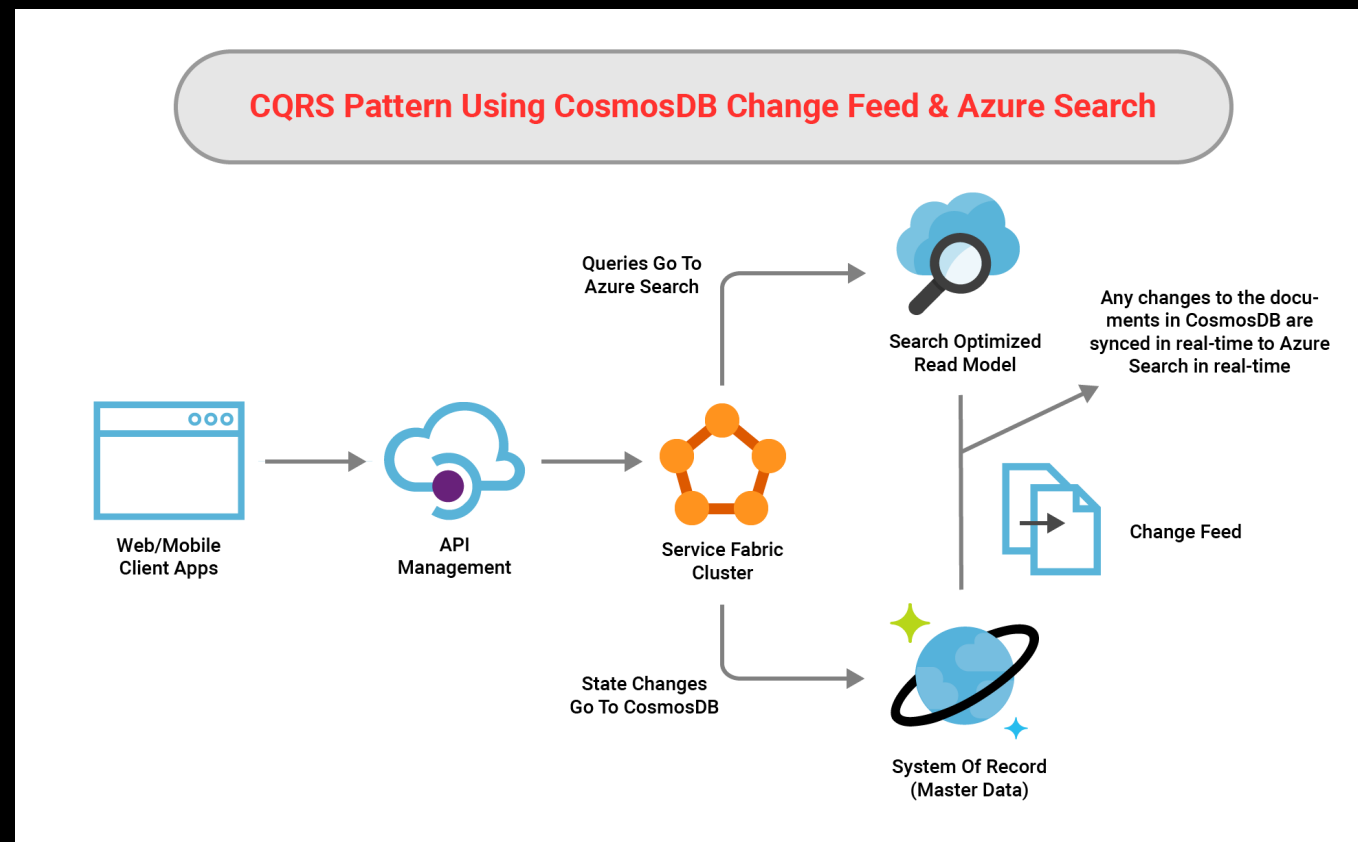 CQRS Pattern Using CosmosDB Change Feed & Azure Search
Queries Go To
Azure Search
Search Optimized
Read Model
Any changes to the docu-
ments in CosmosDB are
synced in real-time to Azure
Search in real-time
Web/Mobile
Client Apps
API
Management
Service Fabric
Cluster
Change Feed
State Changes
Go To CosmosDB
System Of Record
(Master Data)